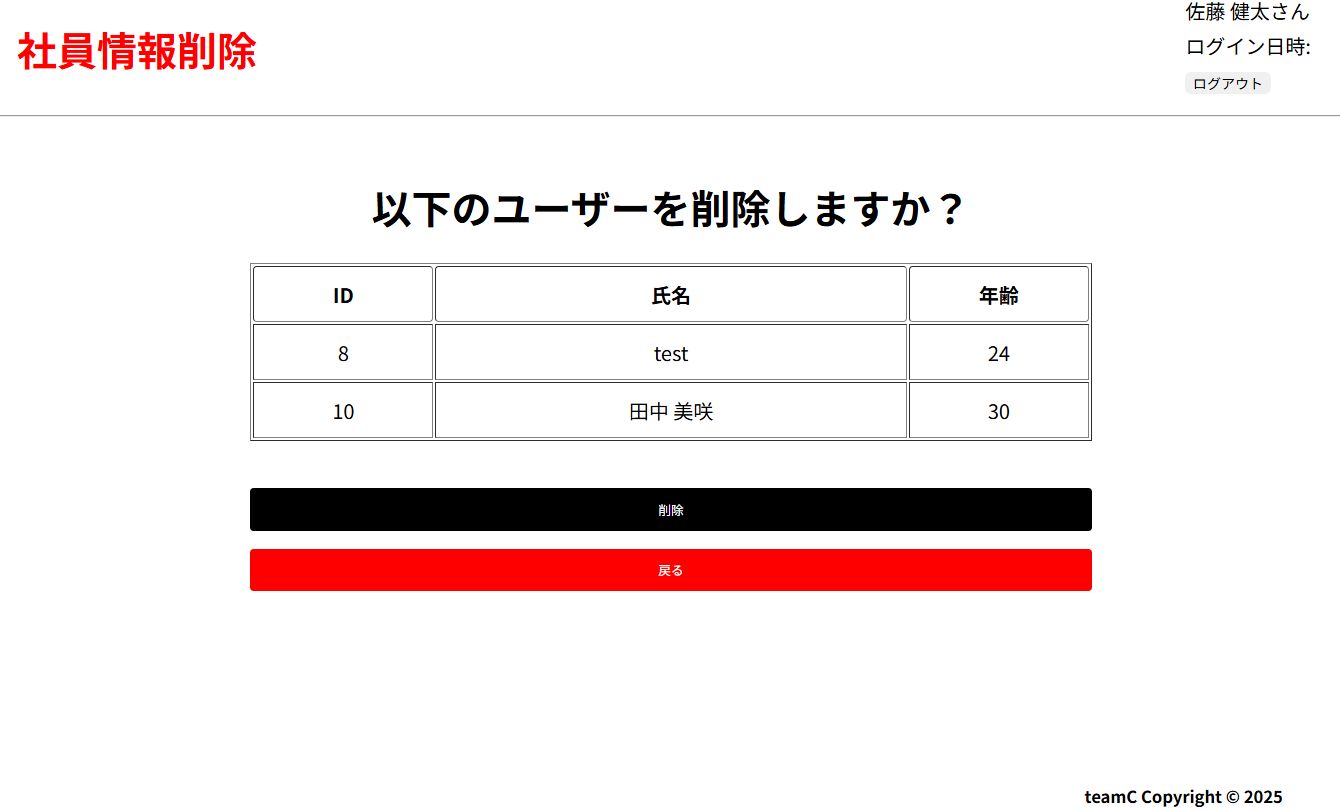 社員情報削除
佐藤 健太さん
ログイン日時:
ログアウト
以下のユーザーを削除しますか？
ID 氏名 年齢
8 test 24
10 田中 美咲 30
削除
戻る
teamC Copyright © 2025